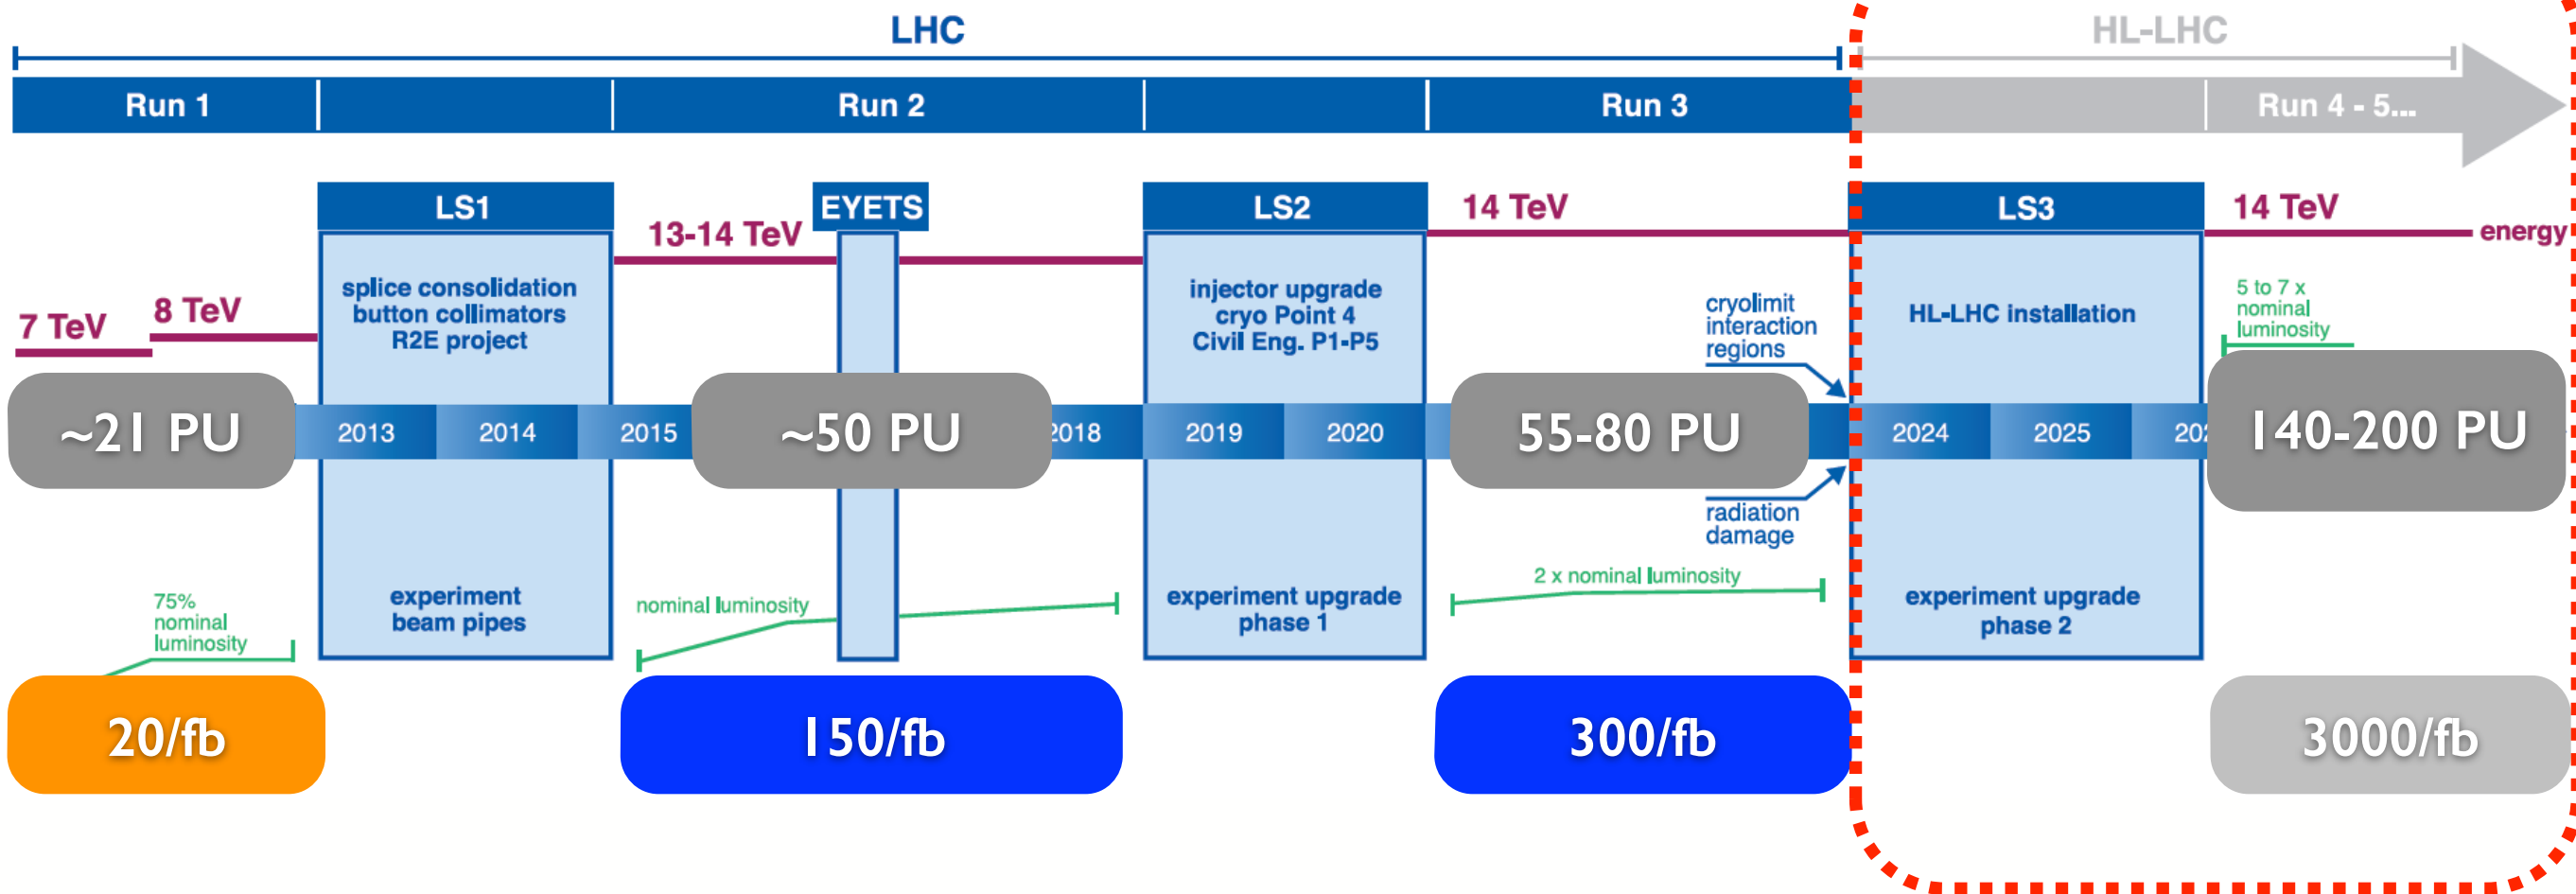 LHC
HL-LHC
Run 1
Run 2
Run 3
Run 4 - 5...
LS1
EYETS
LS2
LS3
7 TeV
8 TeV
13-14 TeV
14 TeV
14 TeV
energy
splice consolidation
button collimators
R2E project
injector upgrade
cryo Point 4
Civil Eng. P1-P5
cryolimit
interaction
regions
HL-LHC installation
5 to 7 x
nominal
luminosity
~21 PU
2013
2014
2015
~50 PU
2018
2019
2020
55-80 PU
2024
2025
140-200 PU
radiation
damage
75%
nominal
luminosity
experiment
beam pipes
nominal luminosity
experiment upgrade
phase 1
2 x nominal luminosity
experiment upgrade
phase 2
20/fb
150/fb
300/fb
3000/fb